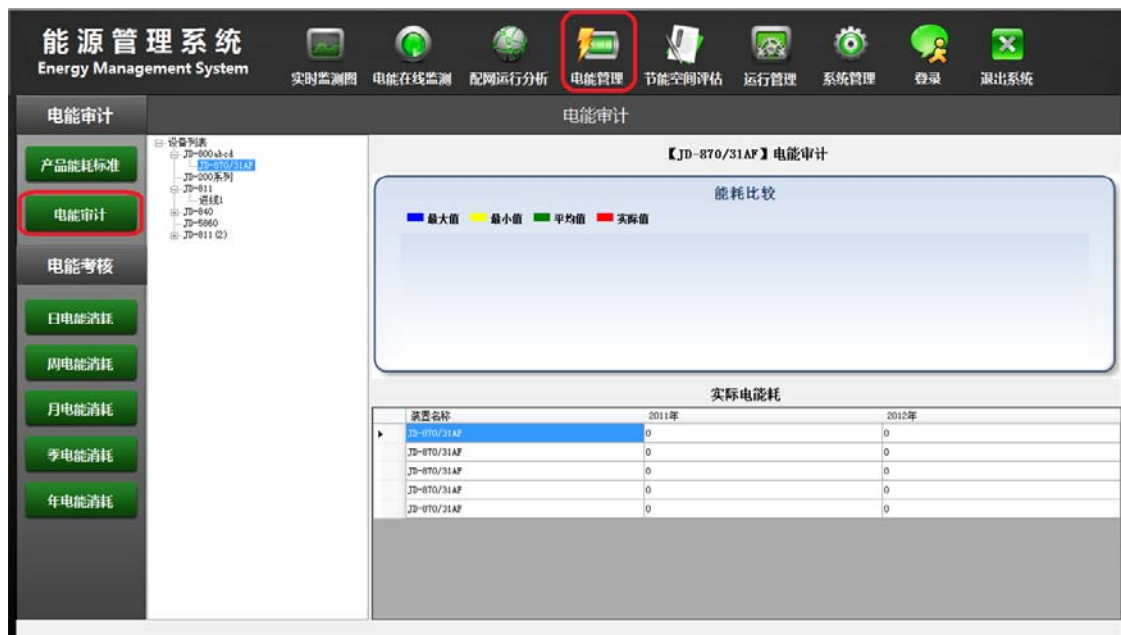 能源管理系统
Energy Management System
实时监测图 电能在线监测 配网运行分析 电能管理 节能空间评估 运行管理 系统管理 登录 退出系统
电能审计
电能审计
产品能耗标准
电能审计
电能考核
日电能消耗
周电能消耗
月电能消耗
季电能消耗
年电能消耗
设备列表
JD-800abcd
JD-870/31AF
JD-200系列
JD-811
进线1
JD-840
JD-5860
JD-811(2)
【JD-870/31AF】电能审计
能耗比较
最大值 最小值 平均值 实际值
实际电能耗
装置名称 2011年 2012年
JD-870/31AF 0 0
JD-870/31AF 0 0
JD-870/31AF 0 0
JD-870/31AF 0 0
JD-870/31AF 0 0